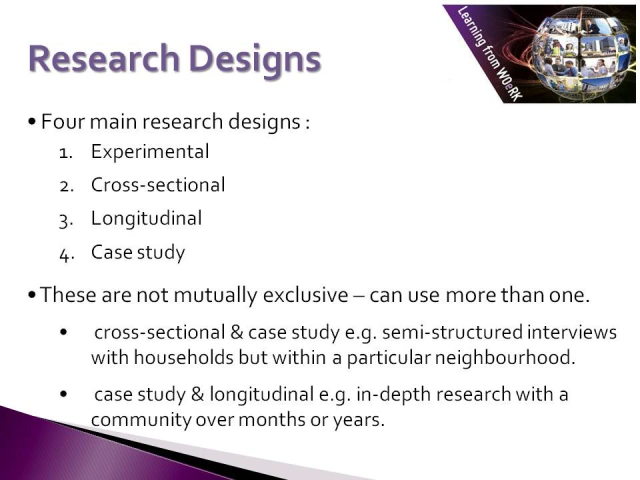 Research Designs
Learning from WOeRK
• Four main research designs :
1. Experimental
2. Cross-sectional
3. Longitudinal
4. Case study
• These are not mutually exclusive – can use more than one.
• cross-sectional & case study e.g. semi-structured interviews
with households but within a particular neighbourhood.
• case study & longitudinal e.g. in-depth research with a
community over months or years.